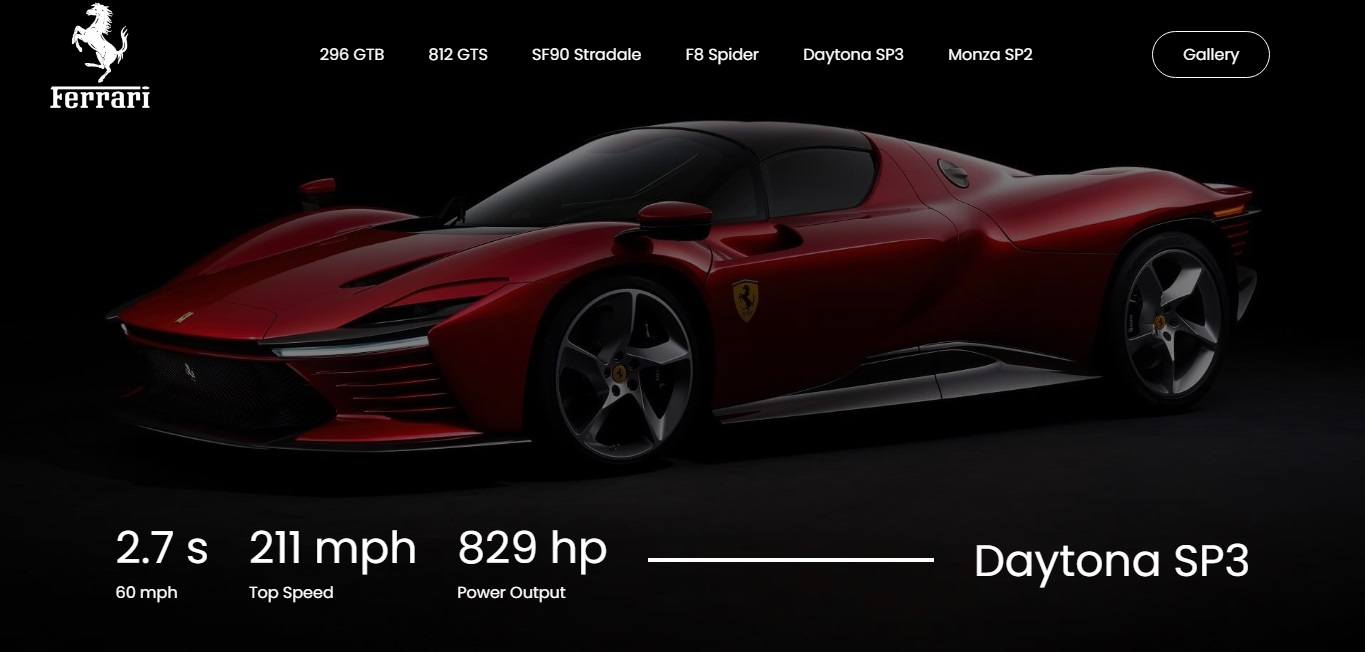 Ferrari
296 GTB
812 GTS
SF90 Stradale
F8 Spider
Daytona SP3
Monza SP2
Gallery
2.7 s
211 mph
829 hp
60 mph
Top Speed
Power Output
Daytona SP3